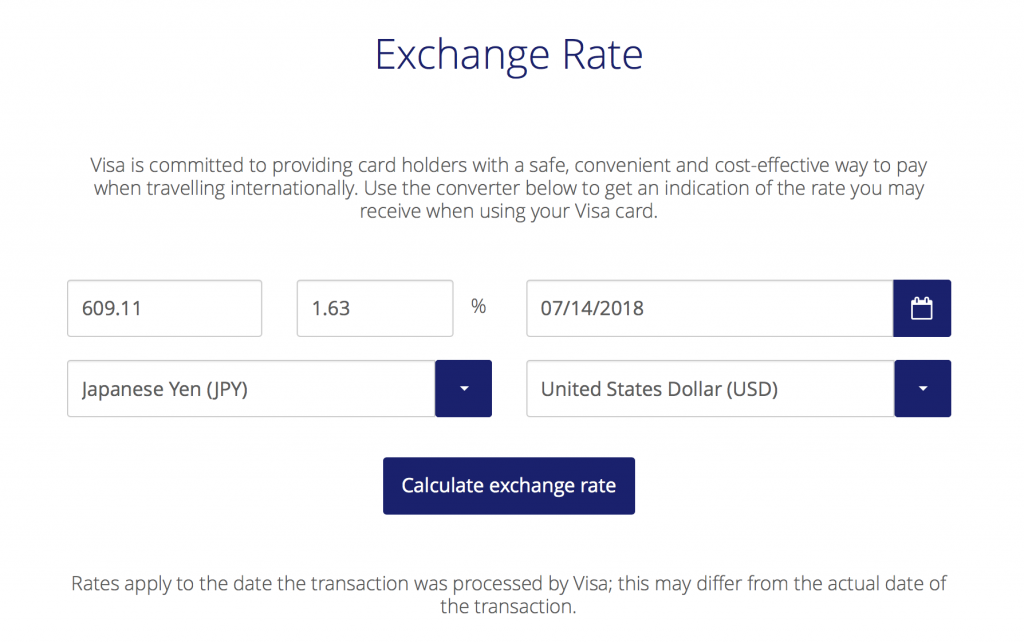 Exchange Rate
Visa is committed to providing card holders with a safe, convenient and cost-effective way to pay
when travelling internationally. Use the converter below to get an indication of the rate you may
receive when using your Visa card.
609.11
1.63
%
07/14/2018
Japanese Yen (JPY)
United States Dollar (USD)
Calculate exchange rate
Rates apply to the date the transaction was processed by Visa; this may differ from the actual date of
the transaction.